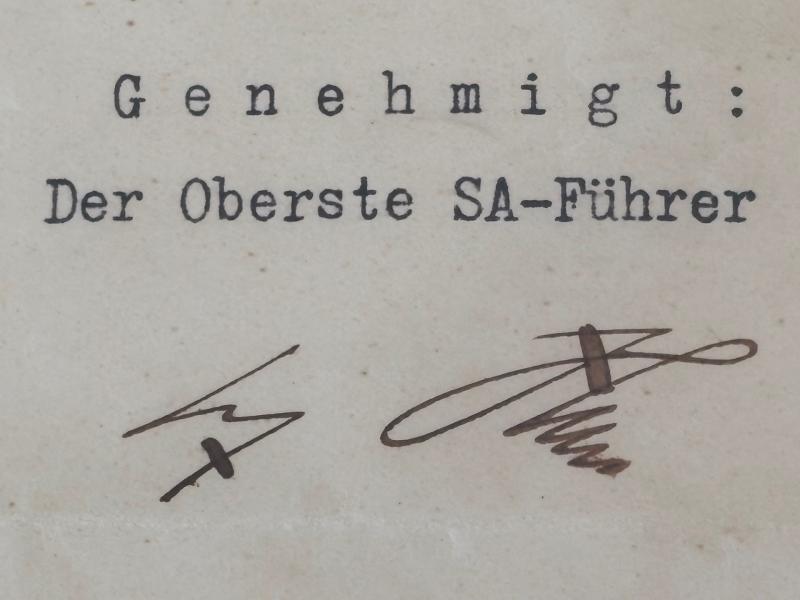 Genehmigt:
Der Oberste SA-Führer